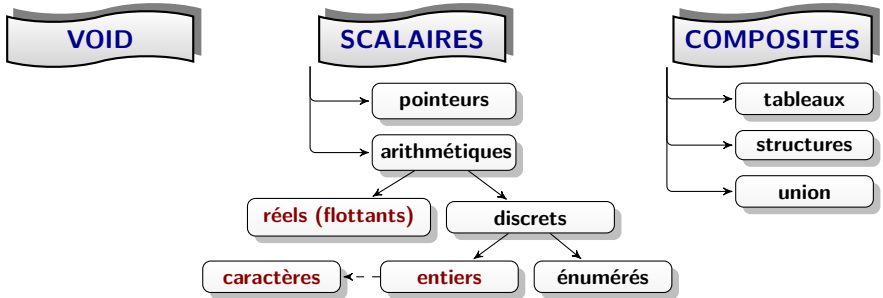 VOID
SCALAIRES
COMPOSITES
pointeurs
tableaux
arithmétiques
structures
union
réels (flottants)
discrets
caractères
entiers
énumérés